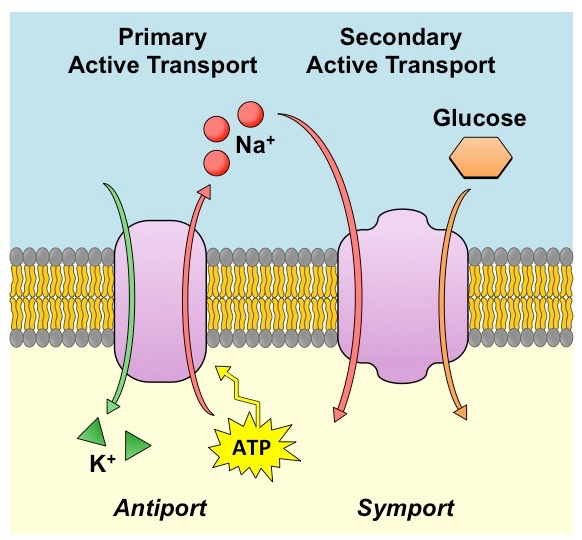 Primary
Active Transport
Secondary
Active Transport
Na⁺
Glucose
K⁺
ATP
Antiport
Symport